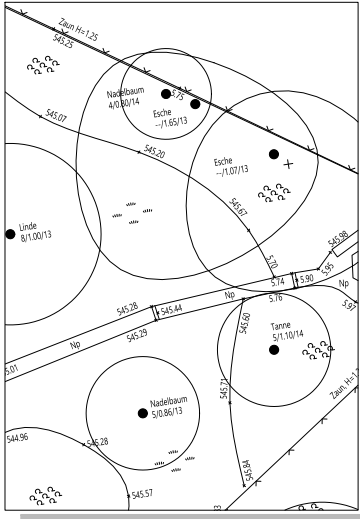 Zaun H=1.25
545.25
Nadelbaum
4/0.80/14
5.75
Esche
--/1.65/13
545.07
545.20
Esche
--/1.07/13
545.67
Linde
8/1.00/13
545.98
5.70
5.95
5.74
5.90
Np
Np
5.76
5.97
545.28
545.44
545.29
545.60
Tanne
5/1.10/14
Np
5.01
545.71
Zaun, H=1.
Nadelbaum
5/0.86/13
544.96
545.28
545.84
545.57